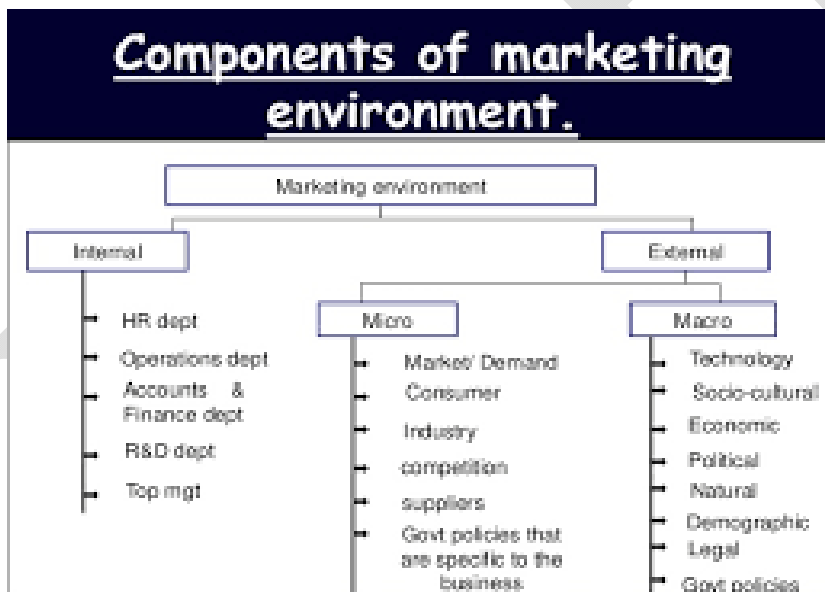 Components of marketing
environment.
Marketing environment
Internal
External
HR dept
Operations dept
Accounts &
Finance dept
R&D dept
Top mgt
Micro
Market/ Demand
Consumer
Industry
competition
suppliers
Govt policies that
are specific to the
business
Macro
Technology
Socio-cultural
Economic
Political
Natural
Demographic
Legal
Govt policies